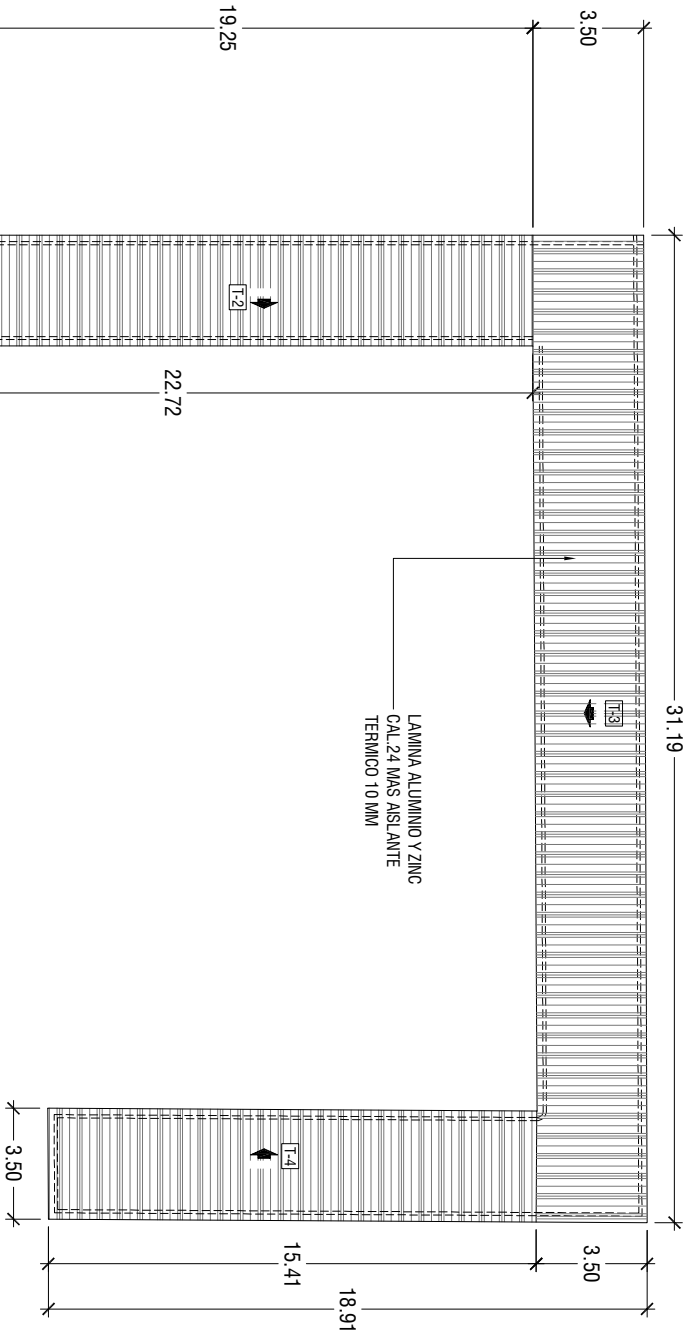 3.50
19.25
31.19
T-2
22.72
T-3
LAMINA ALUMINIO Y ZINC
CAL.24 MAS AISLANTE
TERMICO 10 MM
T-4
3.50
3.50
15.41
18.91